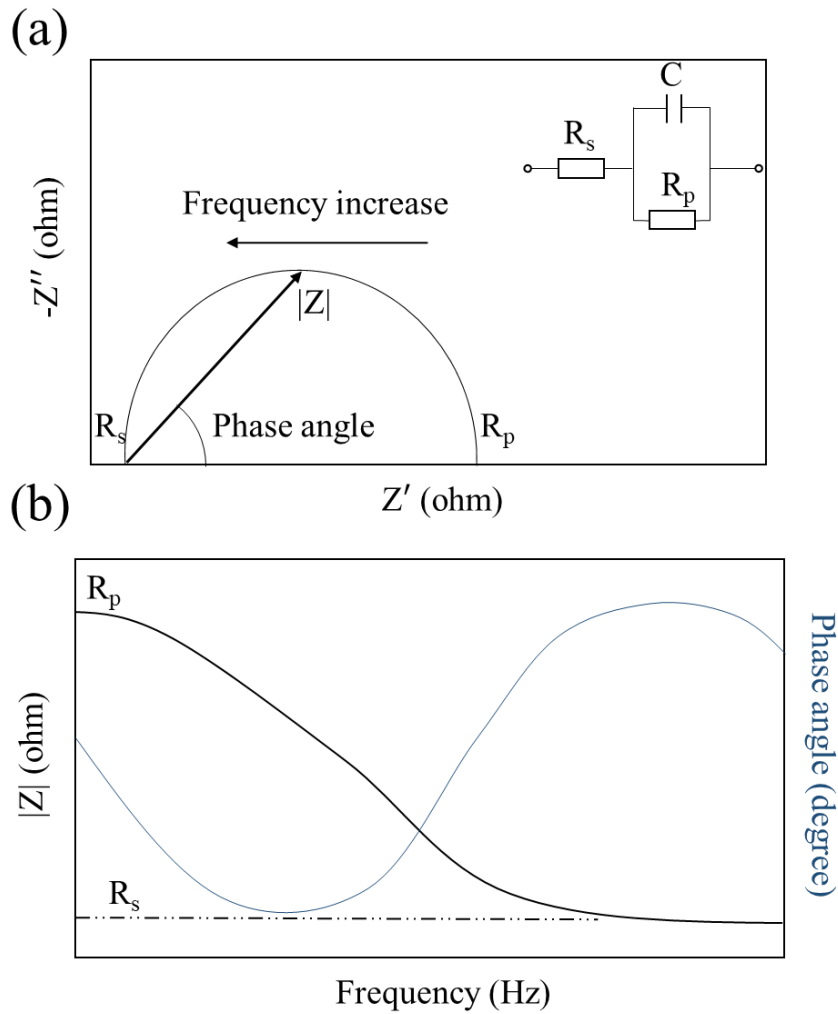 (a)
C
Rₛ
Rₚ
Frequency increase
|Z|
-Z″ (ohm)
Rₛ
Phase angle
Rₚ
Z′ (ohm)
(b)
Rₚ
|Z| (ohm)
Phase angle (degree)
Rₛ
Frequency (Hz)